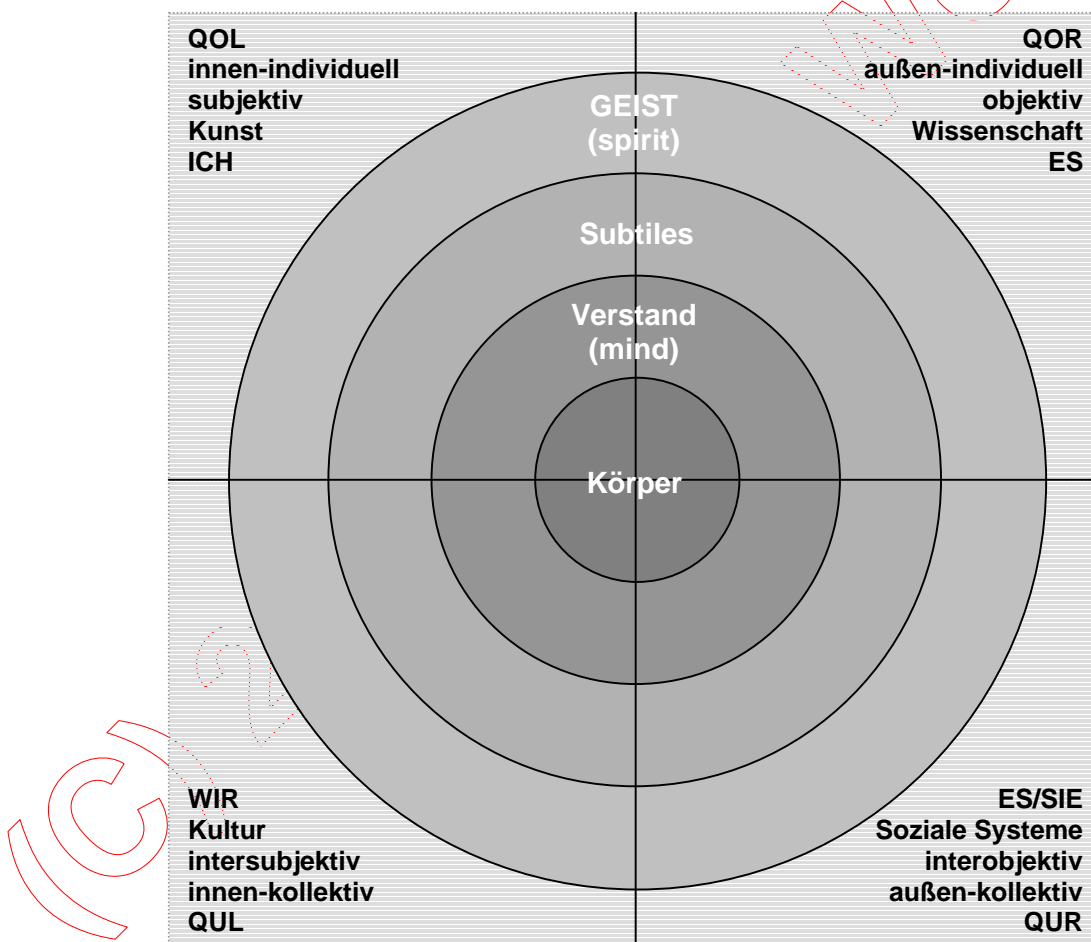 QOL
innen-individuell
subjektiv
Kunst
ICH
QOR
außen-individuell
objektiv
Wissenschaft
ES
GEIST
(spirit)
Subtiles
Verstand
(mind)
Körper
WIR
Kultur
intersubjektiv
innen-kollektiv
QUL
ES/SIE
Soziale Systeme
interobjektiv
außen-kollektiv
QUR
(C) 2